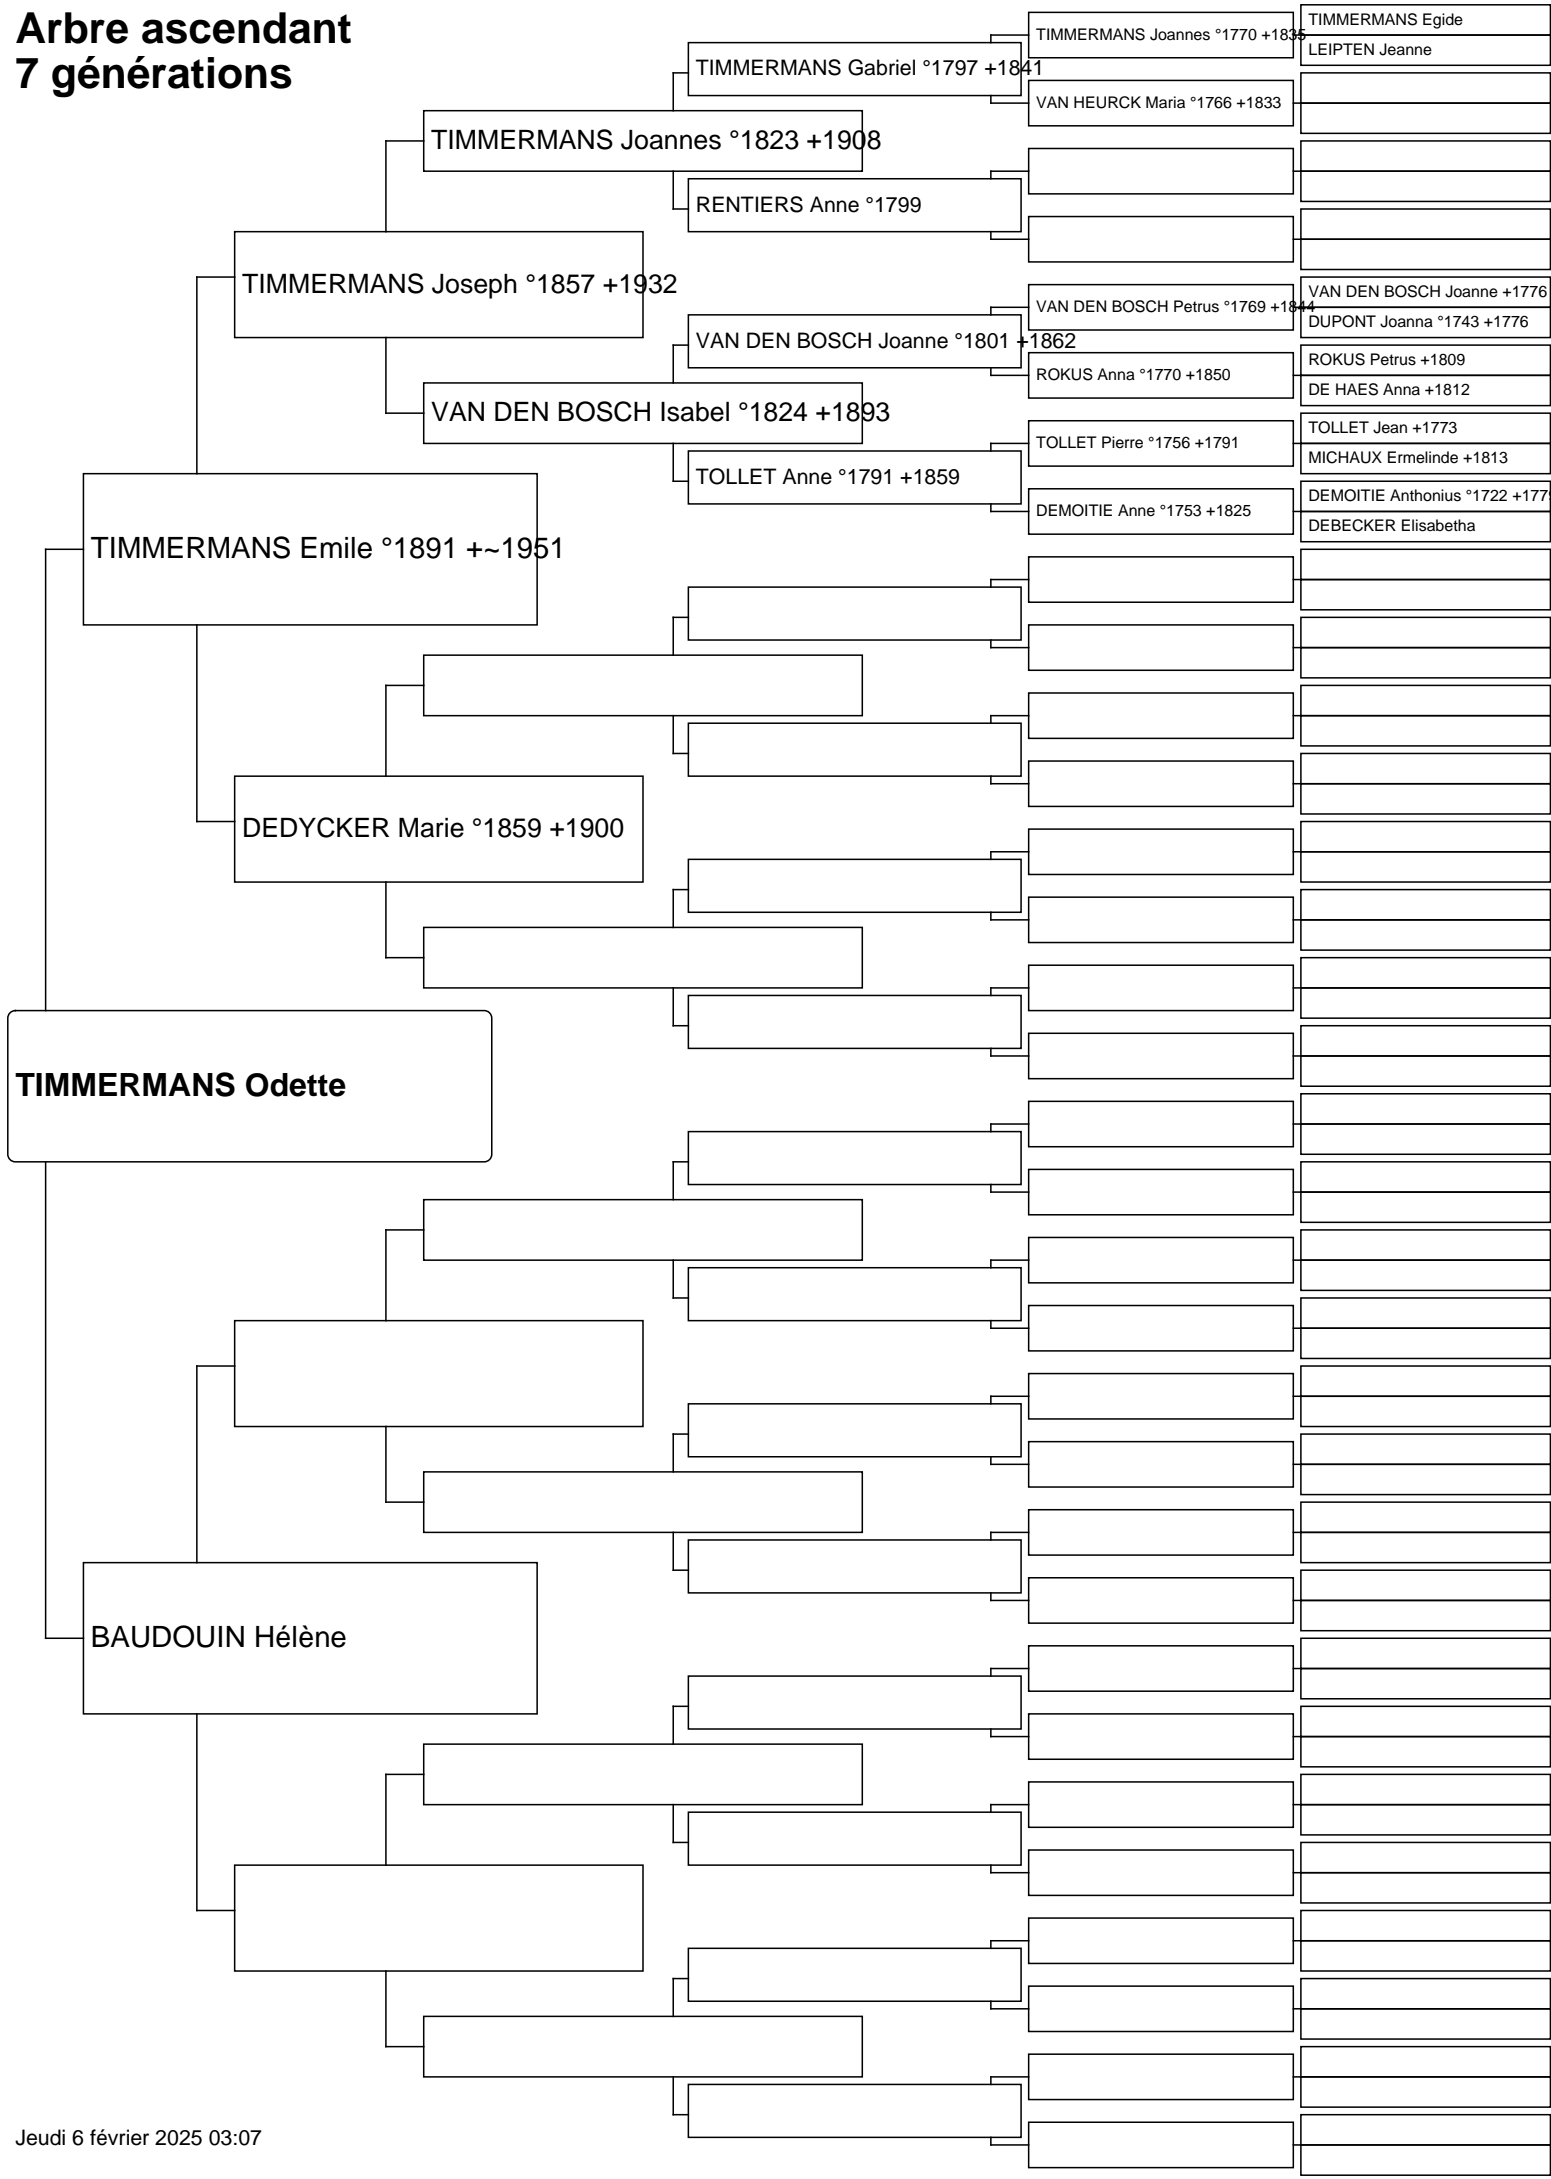 Arbre ascendant
7 générations
TIMMERMANS Egide
TIMMERMANS Joannes °1770 +1835
LEIPTEN Jeanne
TIMMERMANS Gabriel °1797 +1841
VAN HEURCK Maria °1766 +1833
TIMMERMANS Joannes °1823 +1908
RENTIERS Anne °1799
TIMMERMANS Joseph °1857 +1932
VAN DEN BOSCH Joanne +1776
VAN DEN BOSCH Petrus °1769 +1844
DUPONT Joanna °1743 +1776
VAN DEN BOSCH Joanne °1801 +1862
ROKUS Petrus +1809
ROKUS Anna °1770 +1850
DE HAES Anna +1812
VAN DEN BOSCH Isabel °1824 +1893
TOLLET Jean +1773
TOLLET Pierre °1756 +1791
MICHAUX Ermelinde +1813
TOLLET Anne °1791 +1859
DEMOITIE Anthonius °1722
DEMOITIE Anne °1753 +1825
DEBECKER Elisabetha
TIMMERMANS Emile °1891 +~1951
DEDYCKER Marie °1859 +1900
TIMMERMANS Odette
BAUDOUIN Hélène
Jeudi 6 février 2025 03:07